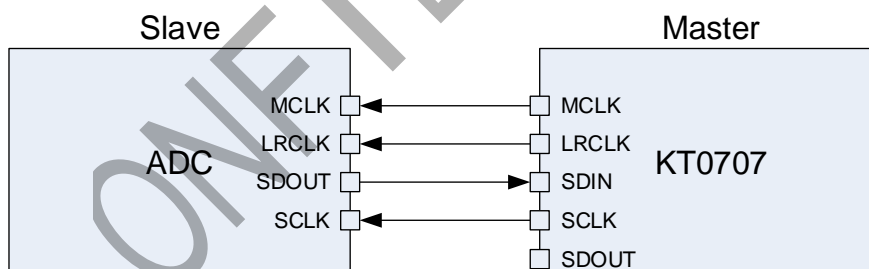 Slave Master
MCLK MCLK
LRCLK LRCLK
ADC KT0707
SDOUT SDIN
SCLK SCLK
SDOUT